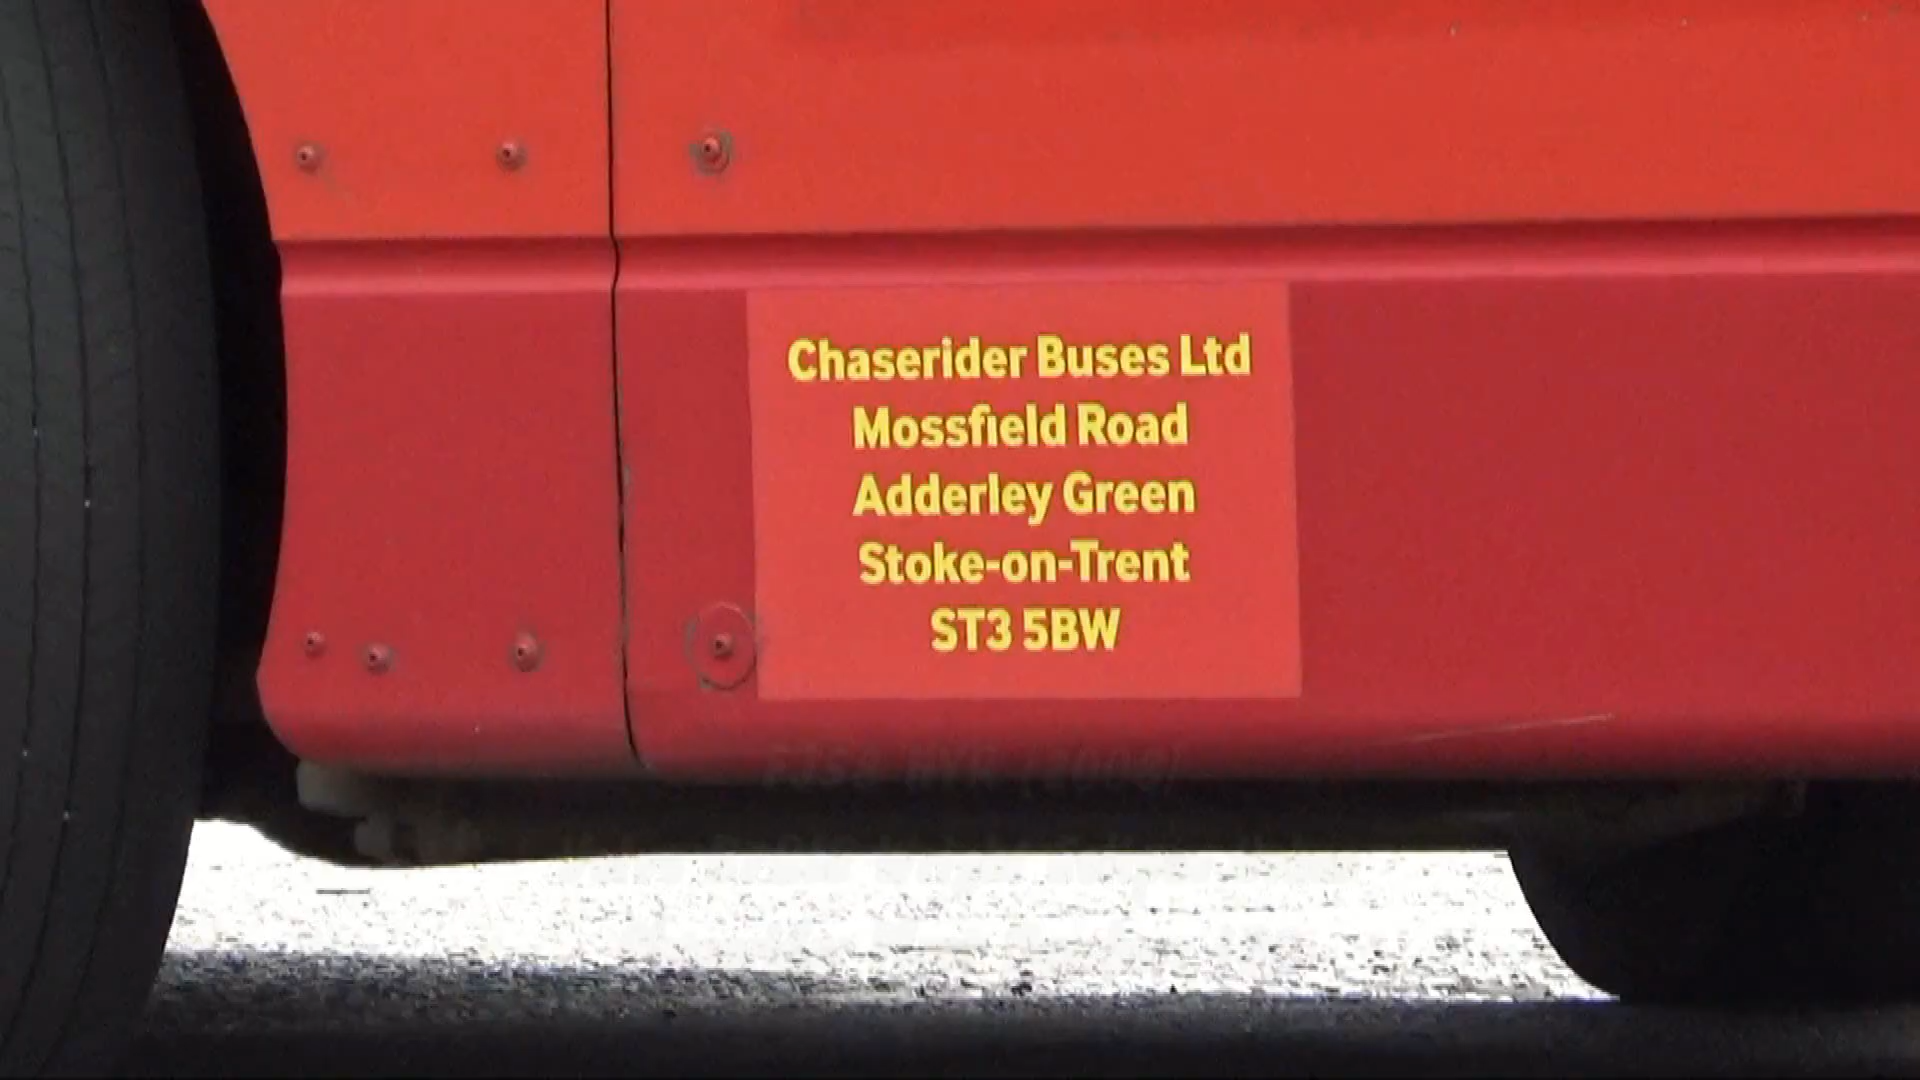 Chaserider Buses Ltd
Mossfield Road
Adderley Green
Stoke-on-Trent
ST3 5BW